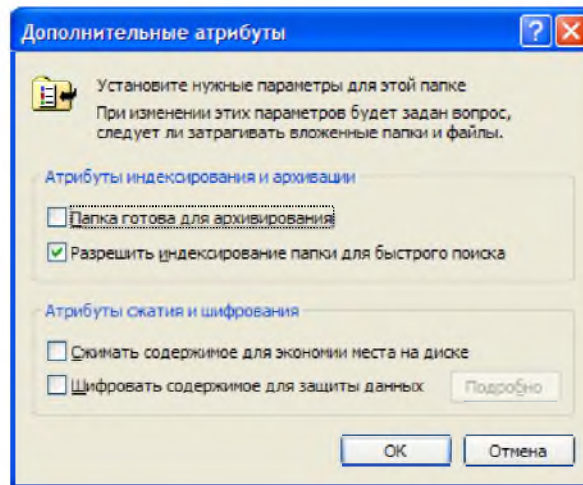 Дополнительные атрибуты
Установите нужные параметры для этой папке
При изменении этих параметров будет задан вопрос,
следует ли затрагивать вложенные папки и файлы.
Атрибуты индексирования и архивации
Папка готова для архивирования
Разрешить индексирование папки для быстрого поиска
Атрибуты сжатия и шифрования
Сжимать содержимое для экономии места на диске
Шифровать содержимое для защиты данных
Подробно
ОК
Отмена